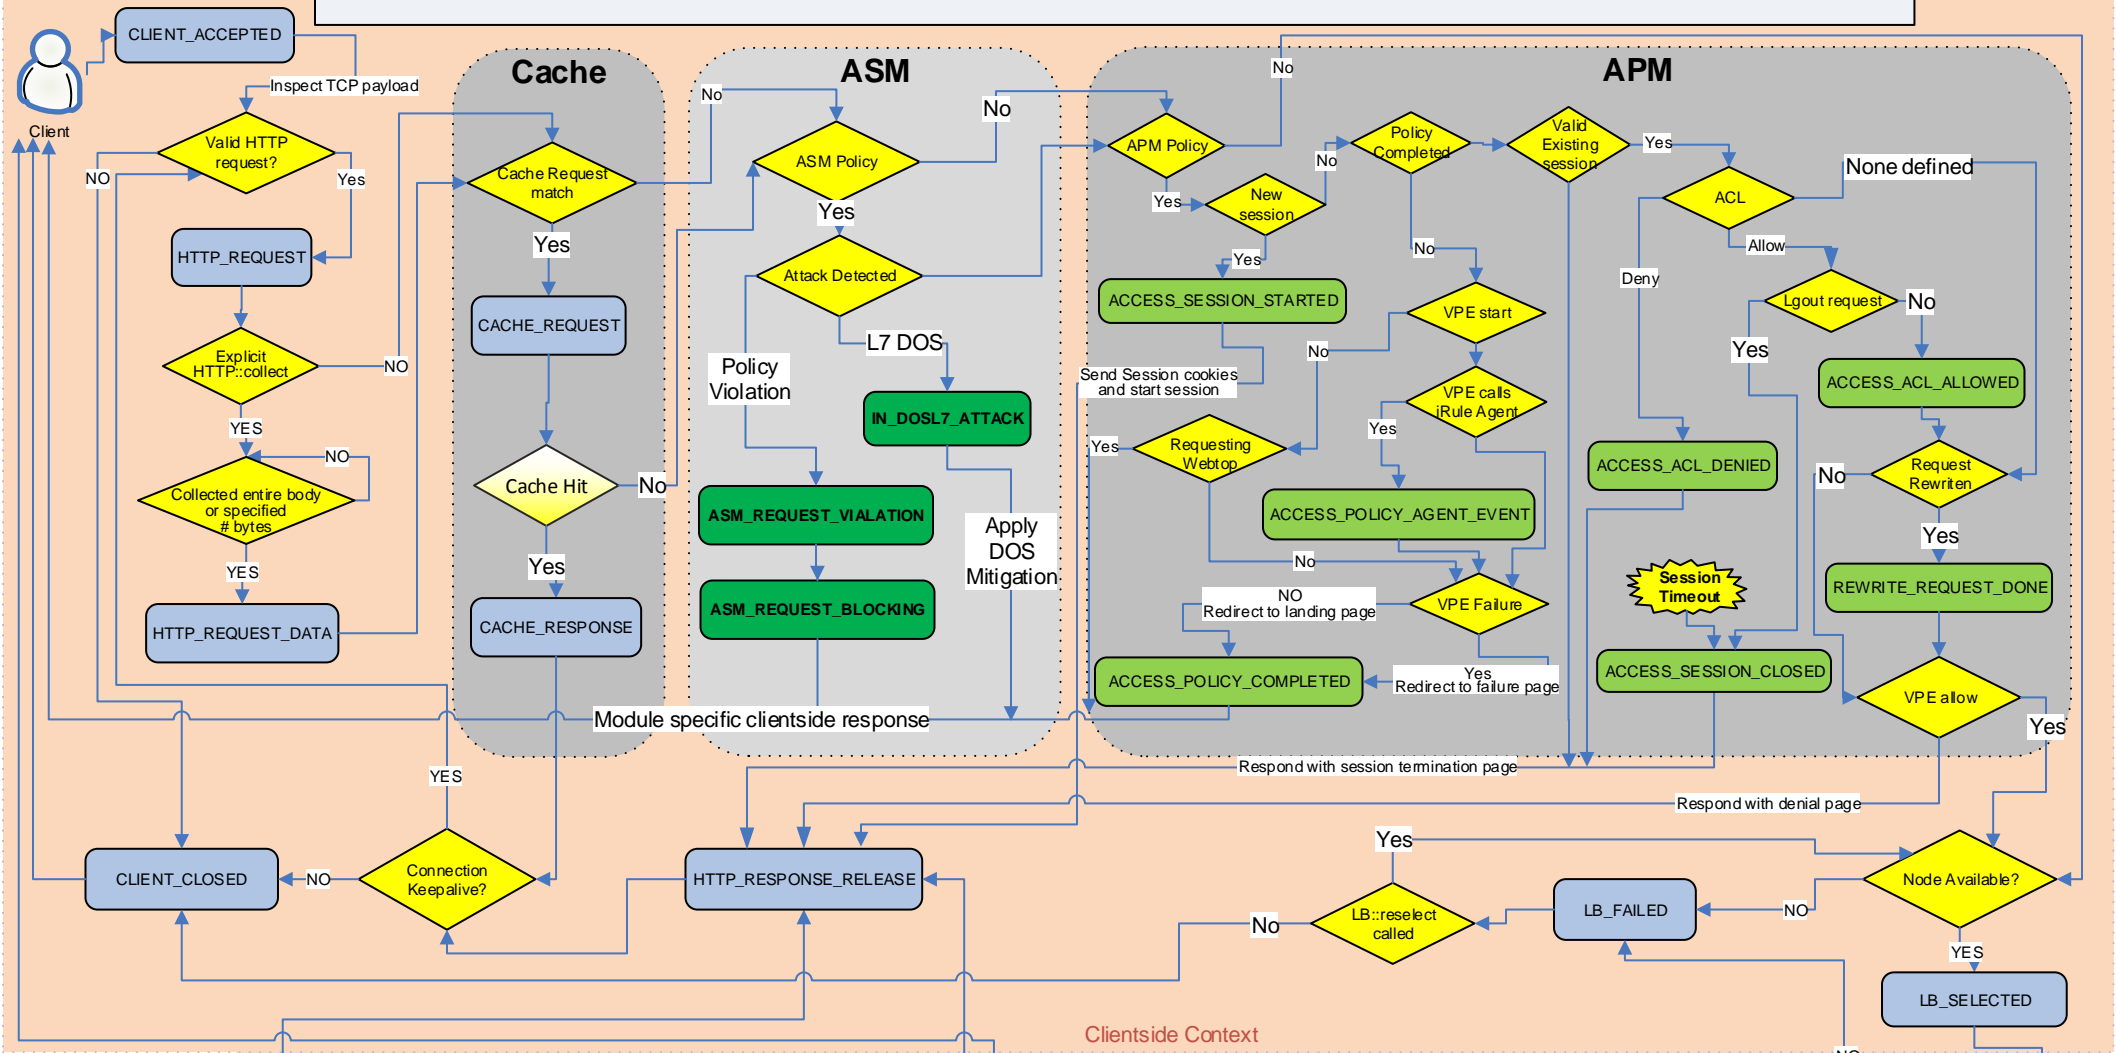 CLIENT_ACCEPTED
Client
Inspect TCP payload
Valid HTTP
request?
NO
Yes
HTTP_REQUEST
Explicit
HTTP::collect
NO
YES
NO
Collected entire body
or specified
# bytes
YES
HTTP_REQUEST_DATA
Cache
Cache Request
match
No
Yes
CACHE_REQUEST
Cache Hit
No
Yes
CACHE_RESPONSE
ASM
ASM Policy
No
Yes
Attack Detected
L7 DOS
Policy
Violation
IN_DOSL7_ATTACK
ASM_REQUEST_VIALATION
ASM_REQUEST_BLOCKING
Apply
DOS
Mitigation
Module specific clientside response
APM
No
APM Policy
Yes
New
session
No
Yes
Policy
Completed
No
Valid
Existing
session
Yes
ACL
None defined
Allow
Deny
Lgout request
No
Yes
ACCESS_SESSION_STARTED
Send Session cookies
and start session
VPE start
No
VPE calls
iRule Agent
Yes
Requesting
Webtop
Yes
No
ACCESS_POLICY_AGENT_EVENT
VPE Failure
NO
Redirect to landing page
Yes
Redirect to failure page
ACCESS_POLICY_COMPLETED
ACCESS_ACL_ALLOWED
ACCESS_ACL_DENIED
Request
Rewriten
No
Yes
REWRITE_REQUEST_DONE
Session
Timeout
ACCESS_SESSION_CLOSED
VPE allow
Yes
Respond with session termination page
Respond with denial page
YES
Connection
Keepalive?
NO
CLIENT_CLOSED
HTTP_RESPONSE_RELEASE
Yes
LB::reselect
called
No
LB_FAILED
NO
Node Available?
YES
LB_SELECTED
Clientside Context
NO